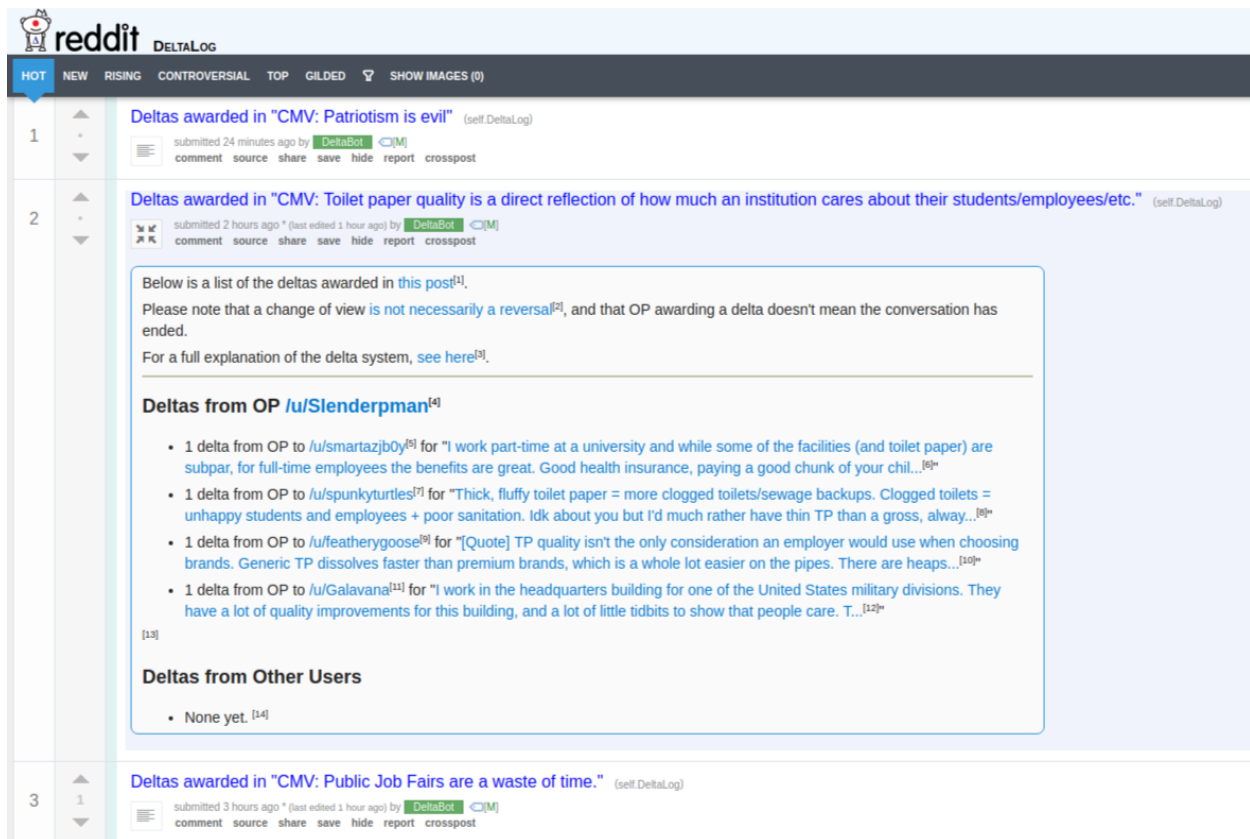 reddit DELTALOG
HOT NEW RISING CONTROVERSIAL TOP GILDED SHOW IMAGES (0)
1
Deltas awarded in "CMV: Patriotism is evil" (self.DeltaLog)
submitted 24 minutes ago by DeltaBot [M]
comment source share save hide report crosspost
2
Deltas awarded in "CMV: Toilet paper quality is a direct reflection of how much an institution cares about their students/employees/etc." (self.DeltaLog)
submitted 2 hours ago * (last edited 1 hour ago) by DeltaBot [M]
comment source share save hide report crosspost
Below is a list of the deltas awarded in this post[1].
Please note that a change of view is not necessarily a reversal[2], and that OP awarding a delta doesn't mean the conversation has
ended.
For a full explanation of the delta system, see here[3].
Deltas from OP /u/Slenderpman[4]
• 1 delta from OP to /u/smartazjb0y[5] for "I work part-time at a university and while some of the facilities (and toilet paper) are
subpar, for full-time employees the benefits are great. Good health insurance, paying a good chunk of your chil...[6]"
• 1 delta from OP to /u/spunkyturtles[7] for "Thick, fluffy toilet paper = more clogged toilets/sewage backups. Clogged toilets =
unhappy students and employees + poor sanitation. Idk about you but I'd much rather have thin TP than a gross, alway...[8]"
• 1 delta from OP to /u/featherygoose[9] for "[Quote] TP quality isn't the only consideration an employer would use when choosing
brands. Generic TP dissolves faster than premium brands, which is a whole lot easier on the pipes. There are heaps...[10]"
• 1 delta from OP to /u/Galavana[11] for "I work in the headquarters building for one of the United States military divisions. They
have a lot of quality improvements for this building, and a lot of little tidbits to show that people care. T...[12]"
[13]
Deltas from Other Users
• None yet. [14]
3
1
Deltas awarded in "CMV: Public Job Fairs are a waste of time." (self.DeltaLog)
submitted 3 hours ago * (last edited 1 hour ago) by DeltaBot [M]
comment source share save hide report crosspost